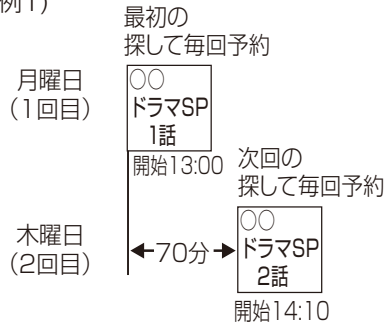 例1)
最初の
探して毎回予約
月曜日
(1回目)
○○
ドラマSP
1話
開始13:00
次回の
探して毎回予約
木曜日
(2回目)
70分
○○
ドラマSP
2話
開始14:10